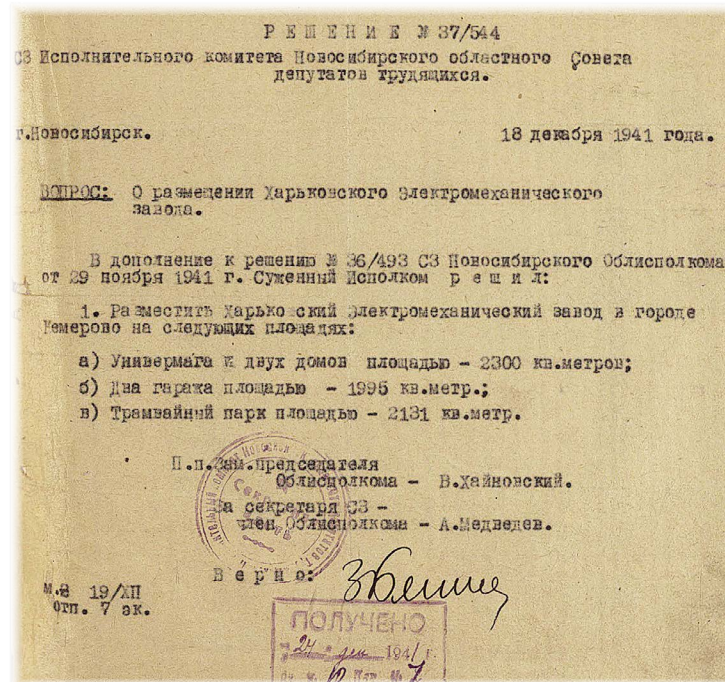 РЕШЕНИЕ № 37/544
СЗ Исполнительного комитета Новосибирского областного Совета
депутатов трудящихся.
г.Новосибирск. 18 декабря 1941 года.
ВОПРОС: О размещении Харьковского Электромеханического
завода.
В дополнение к решению № 36/493 СЗ Новосибирского Облисполкома
от 29 ноября 1941 г. Суженный Исполком р е ш и л:
1. Разместить Харьковский Электромеханический завод в городе
Кемерово на следующих площадях:
а) Универмага и двух домов площадью - 2300 кв.метров;
б) Два гаража площадью - 1995 кв.метр.;
в) Трамвайный парк площадью - 2131 кв.метр.
П.п.Зам.председателя
Облисполкома - В.Хайновский.
За секретаря СЗ -
член Облисполкома - А.Медведев.
В е р н о:
м.в 19/XII
отп. 7 эк.
ПОЛУЧЕНО
"24" дек 1941 г.